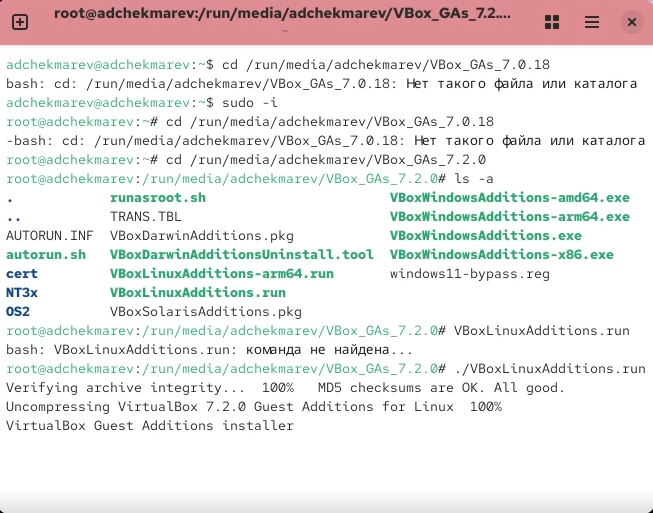 root@adchekmarev:/run/media/adchekmarev/VBox_GAs_7.2....
~
adchekmarev@adchekmarev:~$ cd /run/media/adchekmarev/VBox_GAs_7.0.18
bash: cd: /run/media/adchekmarev/VBox_GAs_7.0.18: Нет такого файла или каталога
adchekmarev@adchekmarev:~$ sudo -i
root@adchekmarev:~# cd /run/media/adchekmarev/VBox_GAs_7.0.18
-bash: cd: /run/media/adchekmarev/VBox_GAs_7.0.18: Нет такого файла или каталога
root@adchekmarev:~# cd /run/media/adchekmarev/VBox_GAs_7.2.0
root@adchekmarev:/run/media/adchekmarev/VBox_GAs_7.2.0# ls -a
. runasroot.sh VBoxWindowsAdditions-amd64.exe
.. TRANS.TBL VBoxWindowsAdditions-arm64.exe
AUTORUN.INF VBoxDarwinAdditions.pkg VBoxWindowsAdditions.exe
autorun.sh VBoxDarwinAdditionsUninstall.tool VBoxWindowsAdditions-x86.exe
cert VBoxLinuxAdditions-arm64.run windows11-bypass.reg
NT3x VBoxLinuxAdditions.run
OS2 VBoxSolarisAdditions.pkg
root@adchekmarev:/run/media/adchekmarev/VBox_GAs_7.2.0# VBoxLinuxAdditions.run
bash: VBoxLinuxAdditions.run: команда не найдена...
root@adchekmarev:/run/media/adchekmarev/VBox_GAs_7.2.0# ./VBoxLinuxAdditions.run
Verifying archive integrity... 100% MD5 checksums are OK. All good.
Uncompressing VirtualBox 7.2.0 Guest Additions for Linux 100%
VirtualBox Guest Additions installer